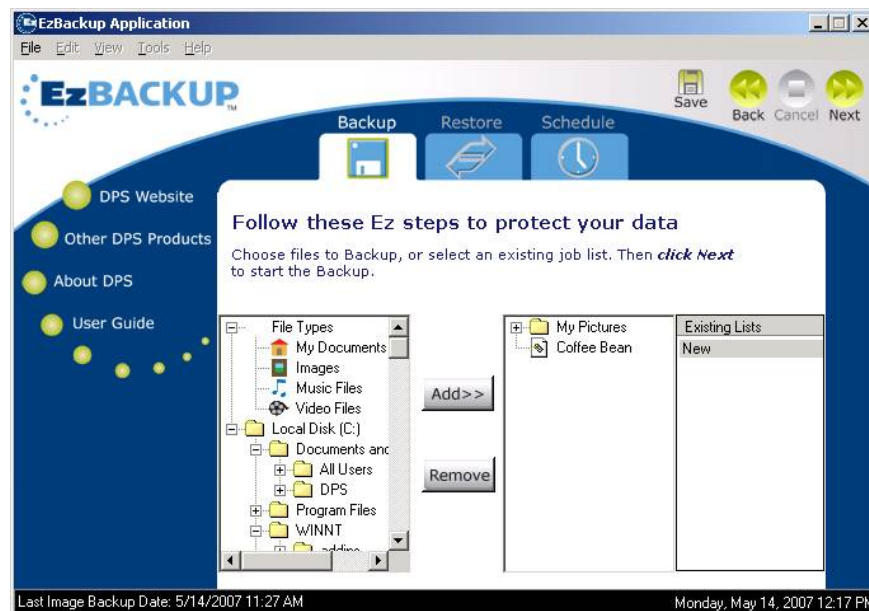 EzBackup Application
File Edit View Tools Help
EzBACKUP
TM
Save
Back Cancel Next
Backup Restore Schedule
DPS Website
Other DPS Products
About DPS
User Guide
Follow these Ez steps to protect your data
Choose files to Backup, or select an existing job list. Then click Next
to start the Backup.
File Types
My Documents
Images
Music Files
Video Files
Local Disk (C:)
Documents and
All Users
DPS
Program Files
WINNT
Add>>
Remove
My Pictures
Coffee Bean
Existing Lists
New
Last Image Backup Date: 5/14/2007 11:27 AM
Monday, May 14, 2007 12:17 PM